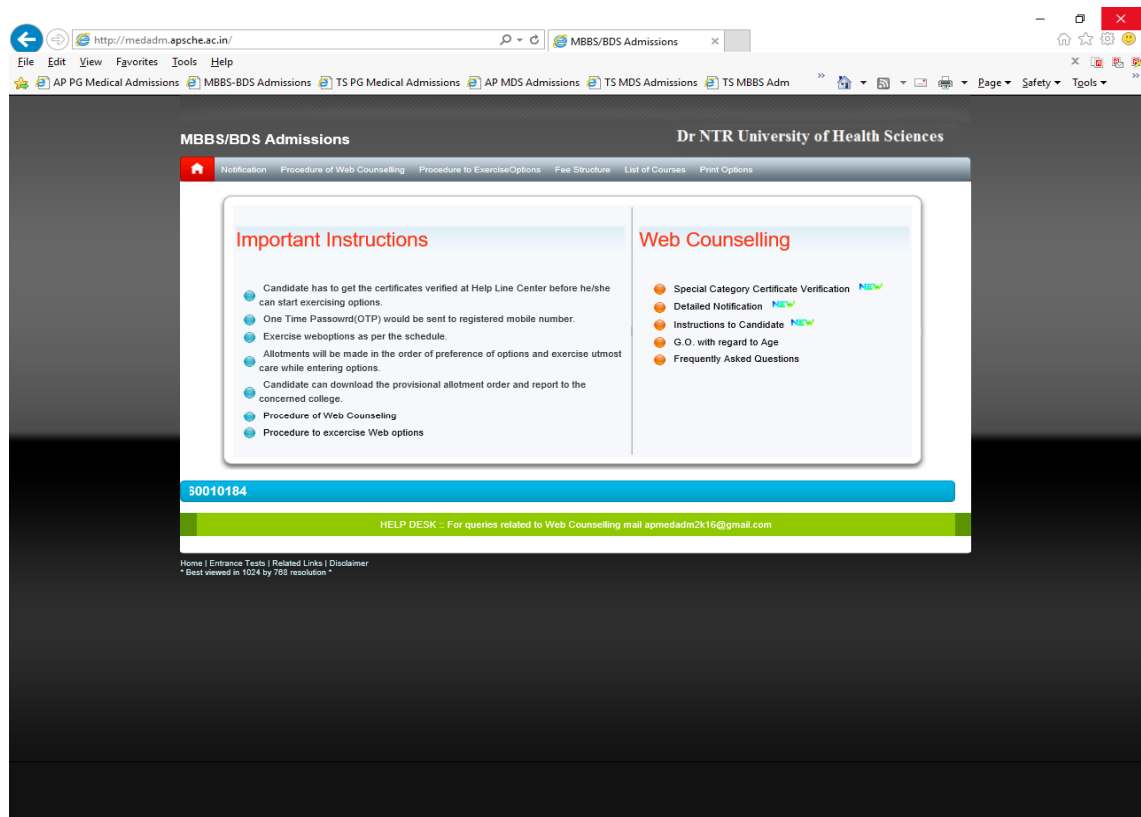 http://medadm.apsche.ac.in/
MBBS/BDS Admissions
File Edit View Favorites Tools Help
AP PG Medical Admissions MBBS-BDS Admissions TS PG Medical Admissions AP MDS Admissions TS MDS Admissions TS MBBS Adm » Page Safety Tools »
MBBS/BDS Admissions
Dr NTR University of Health Sciences
Notification Procedure of Web Counselling Procedure to ExerciseOptions Fee Structure List of Courses Print Options
Important Instructions
Candidate has to get the certificates verified at Help Line Center before he/she
can start exercising options.
One Time Passowrd(OTP) would be sent to registered mobile number.
Exercise weboptions as per the schedule.
Allotments will be made in the order of preference of options and exercise utmost
care while entering options.
Candidate can download the provisional allotment order and report to the
concerned college.
Procedure of Web Counseling
Procedure to excercise Web options
Web Counselling
Special Category Certificate Verification NEW
Detailed Notification NEW
Instructions to Candidate NEW
G.O. with regard to Age
Frequently Asked Questions
60010184
HELP DESK :: For queries related to Web Counselling mail apmedadm2k16@gmail.com
Home | Entrance Tests | Related Links | Disclaimer
* Best viewed in 1024 by 768 resolution *